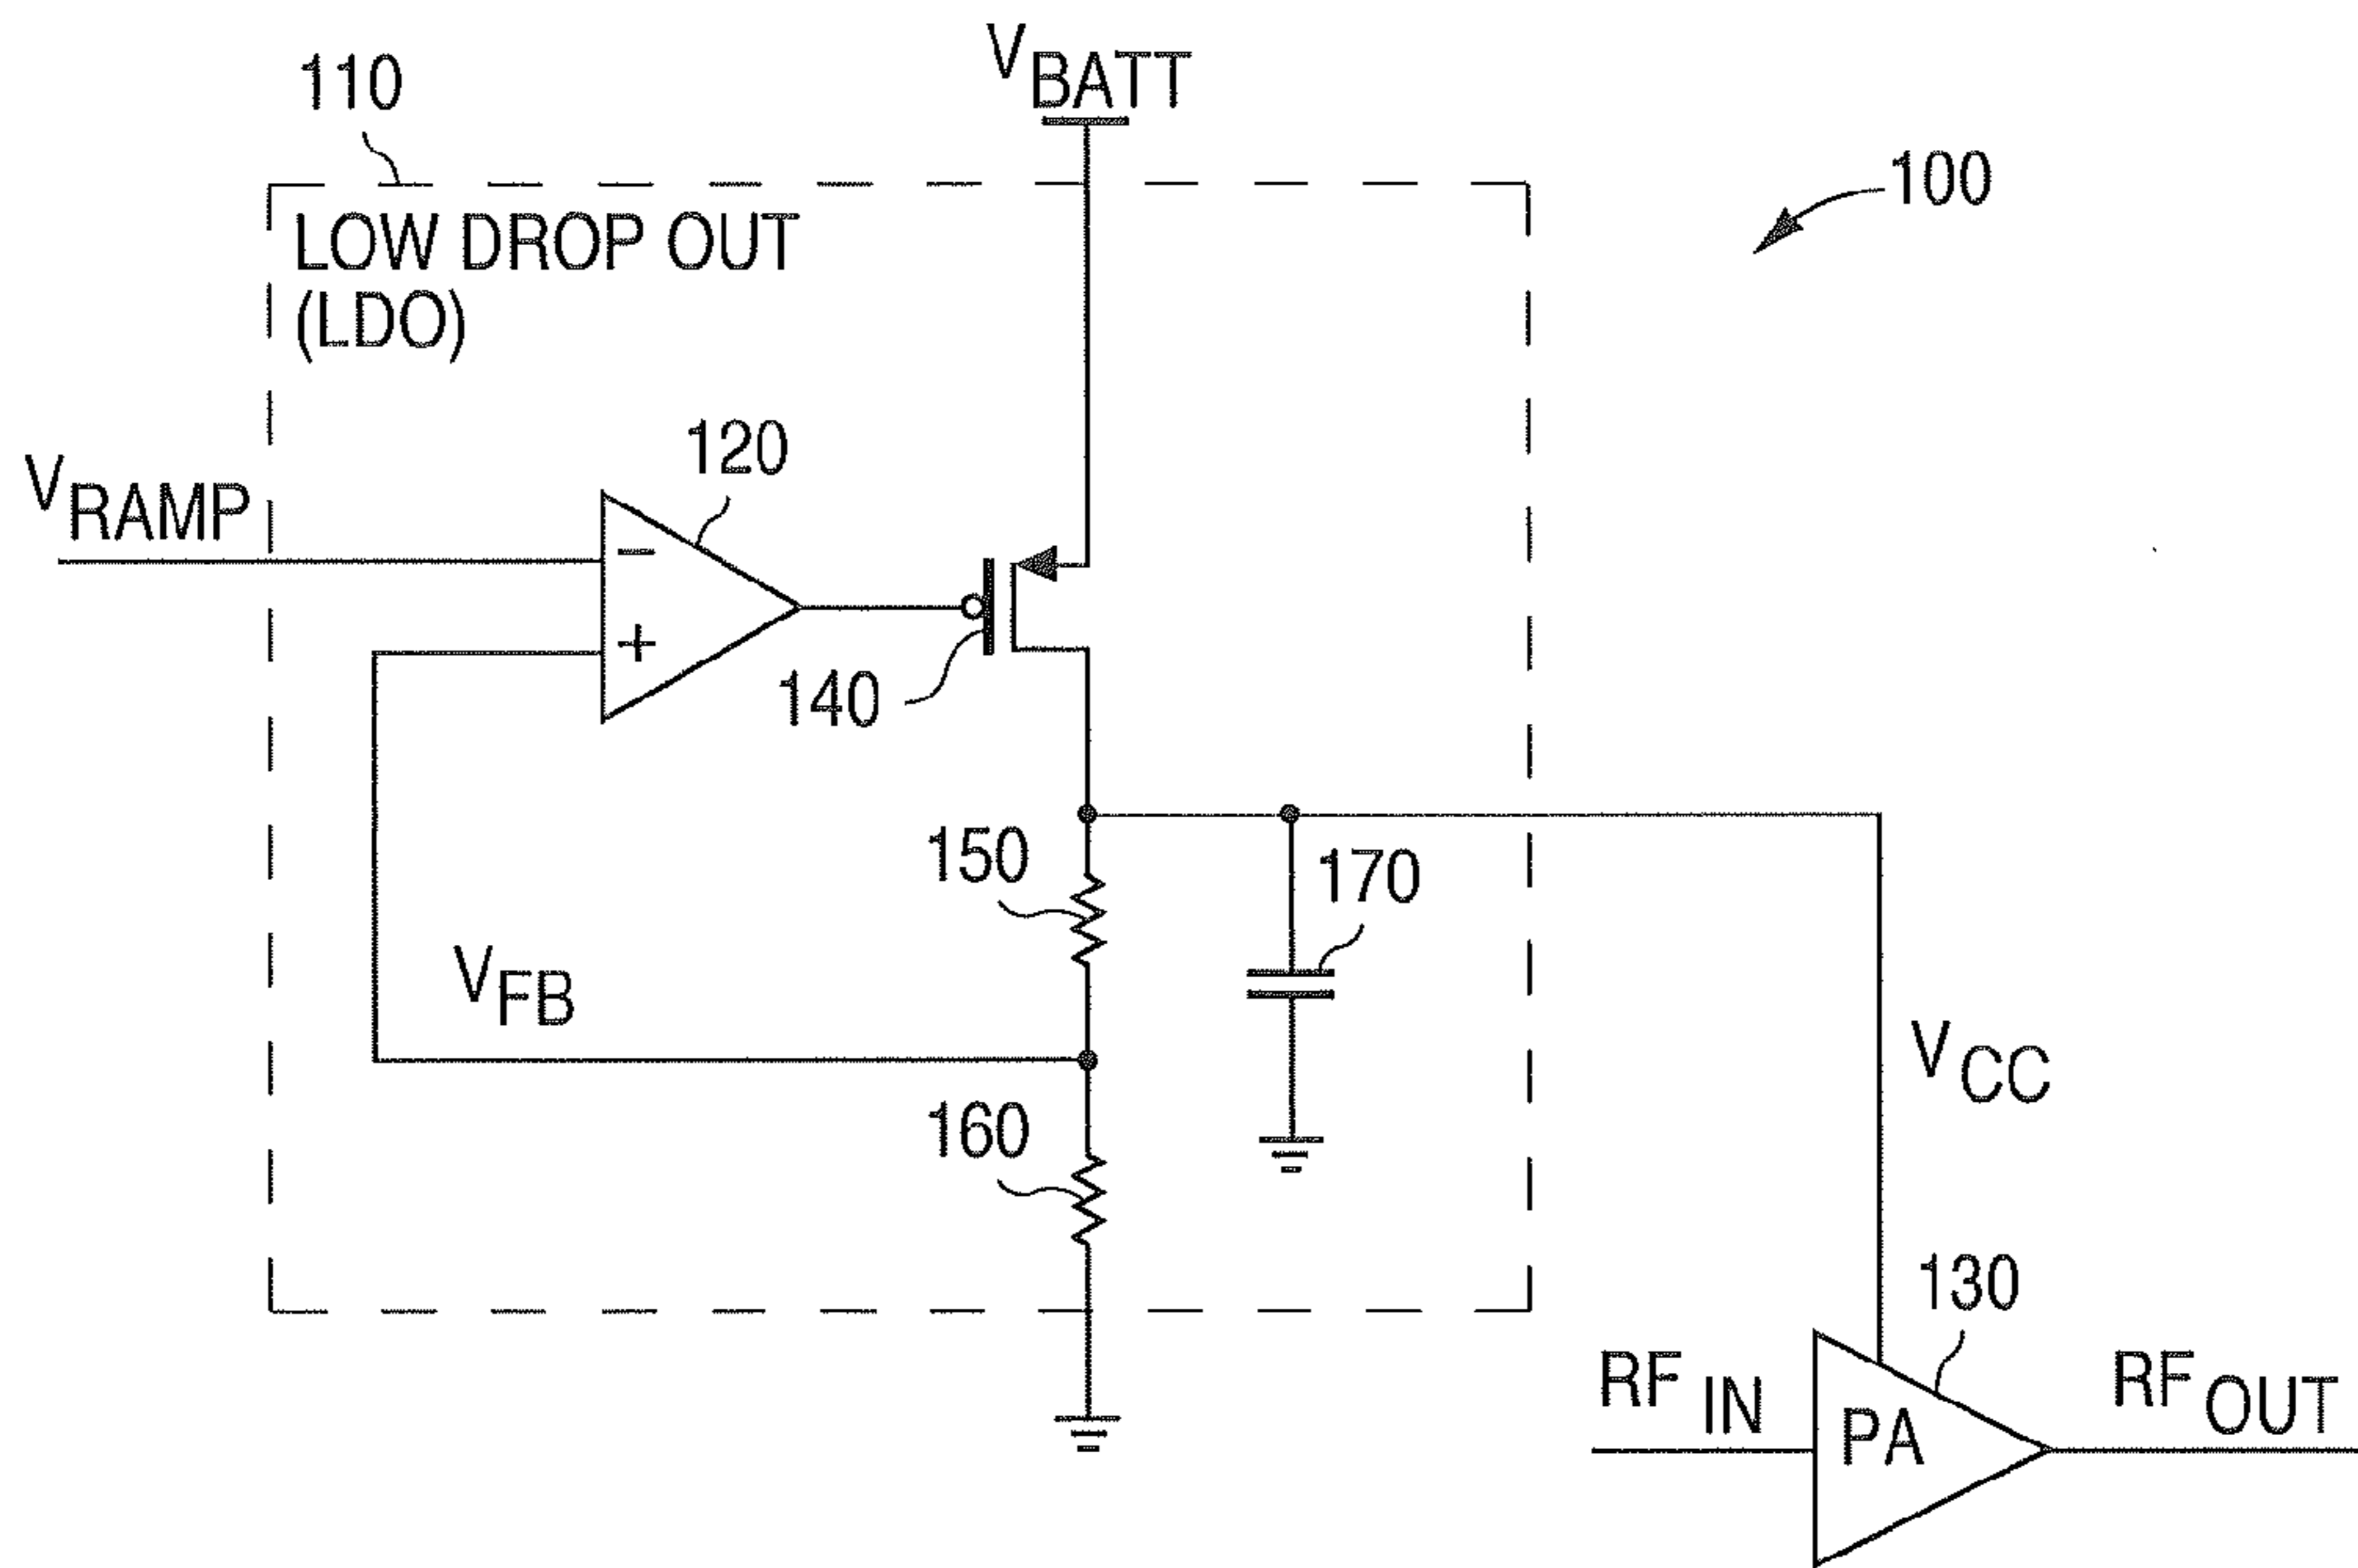 V_BATT
110
100
LOW DROP OUT
(LDO)
120
V_RAMP
−
+
140
150
170
V_FB
V_CC
160
130
RF_IN
RF_OUT
PA